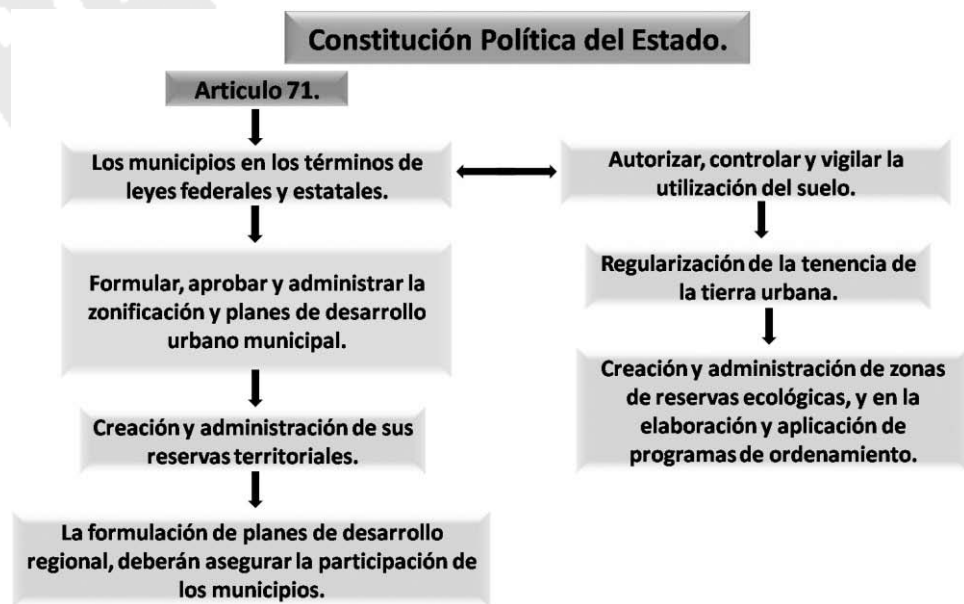 Constitución Política del Estado.
Articulo 71.
Los municipios en los términos de
leyes federales y estatales.
Formular, aprobar y administrar la
zonificación y planes de desarrollo
urbano municipal.
Creación y administración de sus
reservas territoriales.
La formulación de planes de desarrollo
regional, deberán asegurar la participación de
los municipios.
Autorizar, controlar y vigilar la
utilización del suelo.
Regularización de la tenencia de
la tierra urbana.
Creación y administración de zonas
de reservas ecológicas, y en la
elaboración y aplicación de
programas de ordenamiento.